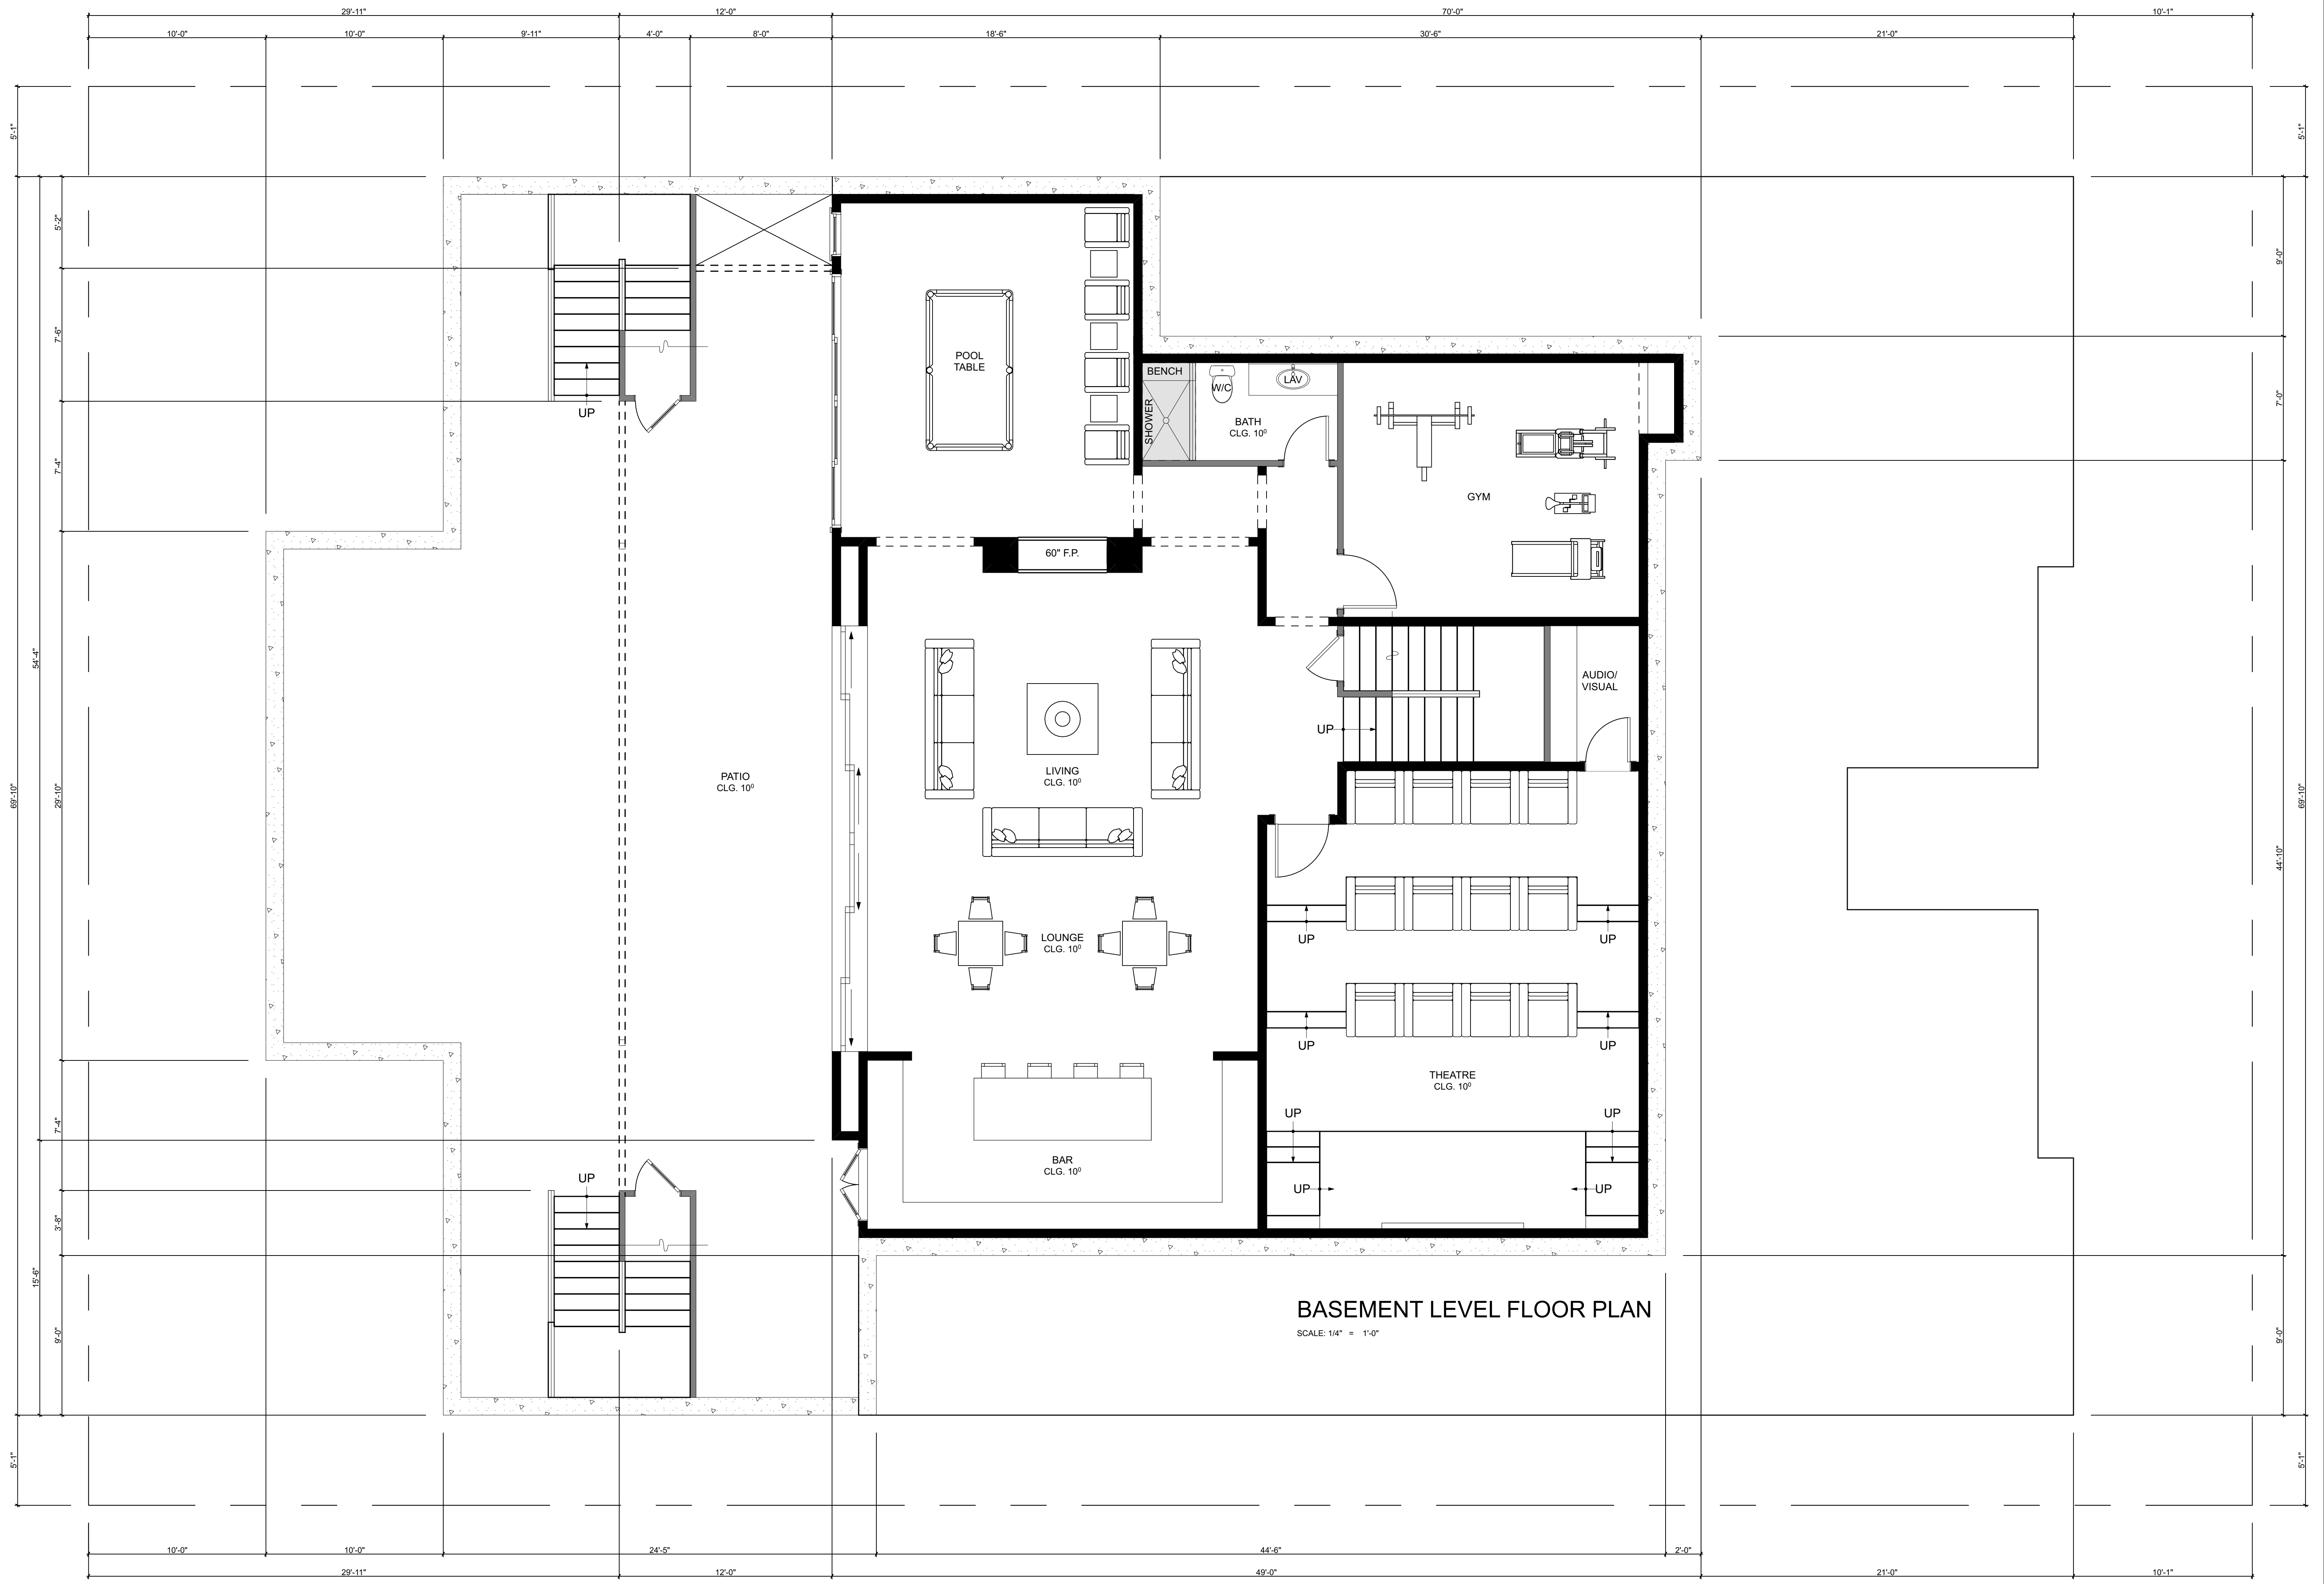 29'-11" 12'-0" 70'-0" 10'-1"
10'-0" 10'-0" 9'-11" 4'-0" 8'-0" 18'-6" 30'-6" 21'-0"
5'-1"
69'-10"
5'-1"
54'-4"
15'-6"
5'-2"
7'-6"
7'-4"
29'-10"
7'-4"
3'-8"
9'-0"
UP
POOL
TABLE
BENCH
SHOWER
W/C
LAV
BATH
CLG. 10⁰
GYM
60" F.P.
AUDIO/
VISUAL
UP
PATIO
CLG. 10⁰
LIVING
CLG. 10⁰
LOUNGE
CLG. 10⁰
UP UP
UP UP
THEATRE
CLG. 10⁰
UP UP
BAR
CLG. 10⁰
UP
UP UP
BASEMENT LEVEL FLOOR PLAN
SCALE: 1/4" = 1'-0"
9'-0"
7'-0"
44'-10"
9'-0"
5'-1"
69'-10"
5'-1"
10'-0" 10'-0" 24'-5" 44'-6" 2'-0"
29'-11" 12'-0" 49'-0" 21'-0" 10'-1"